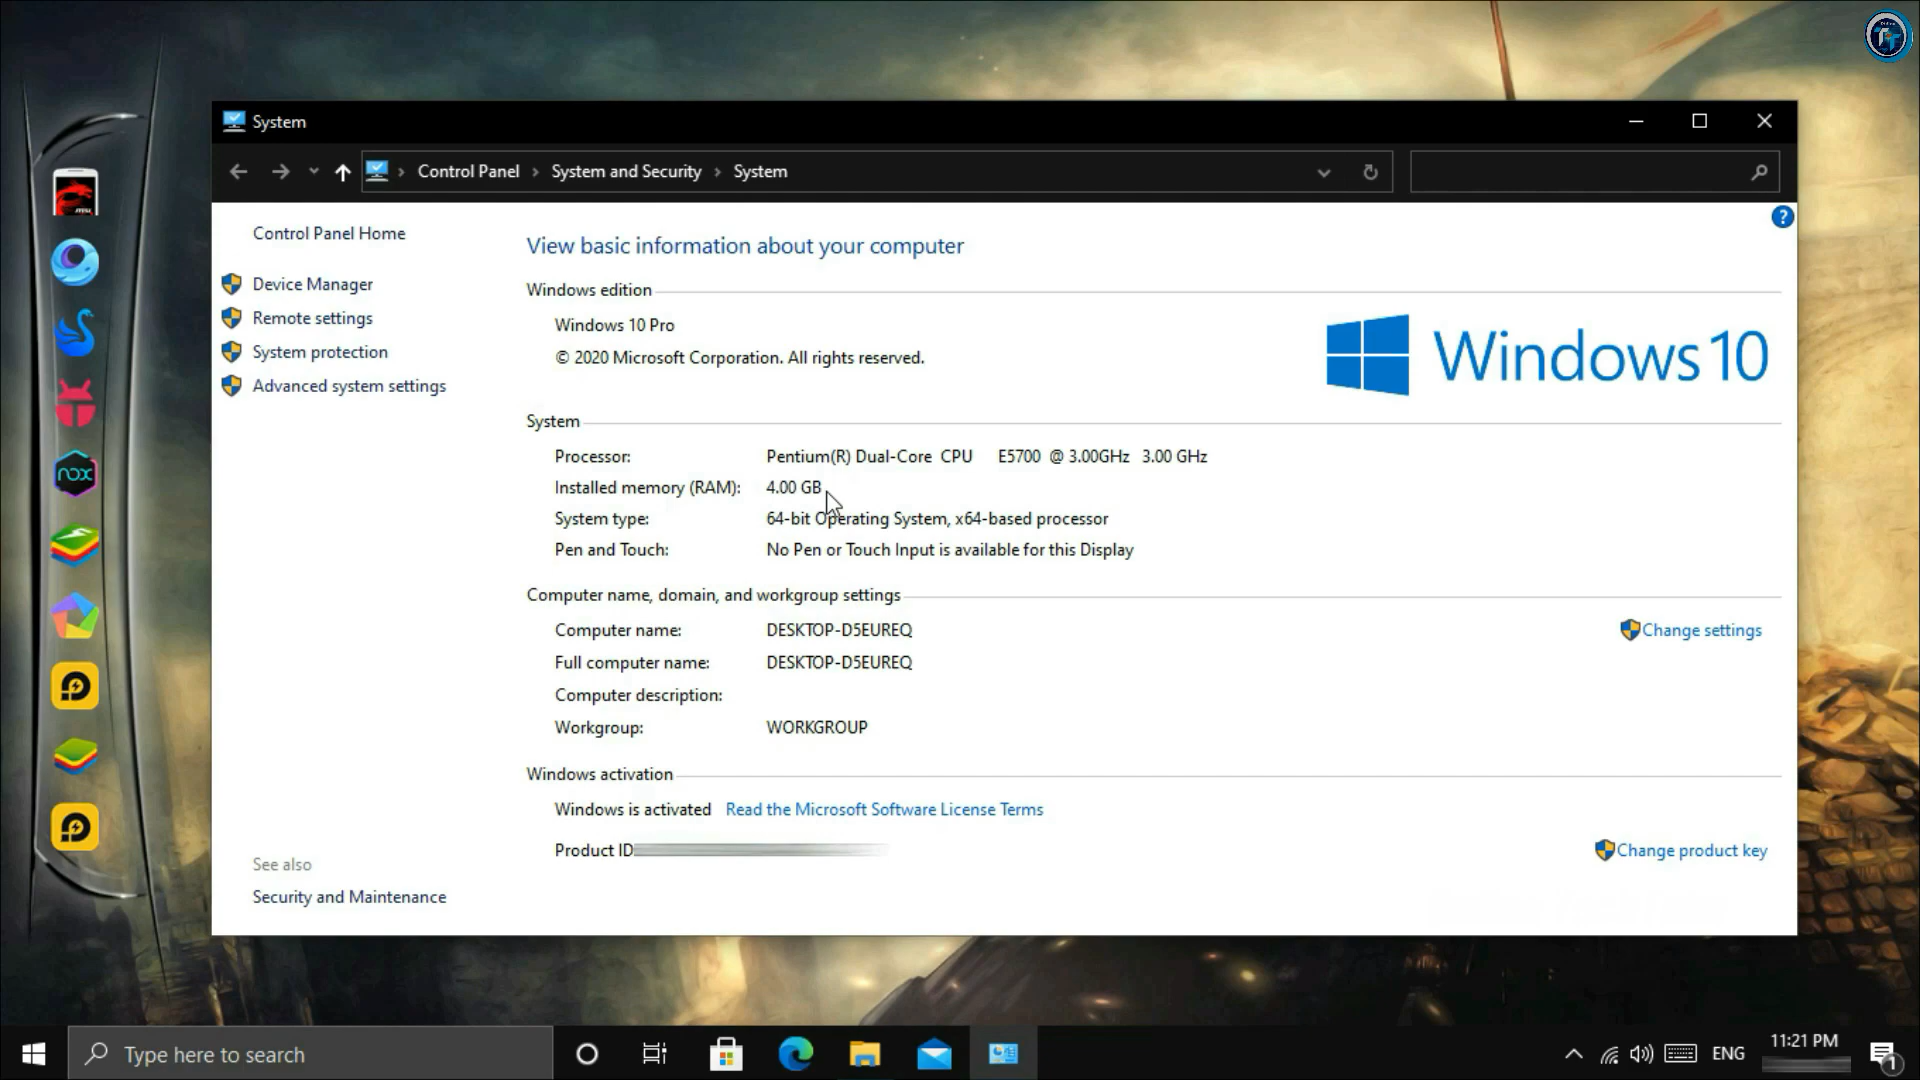 System
Control Panel › System and Security › System
Control Panel Home
Device Manager
Remote settings
System protection
Advanced system settings
See also
Security and Maintenance
?
View basic information about your computer
Windows edition
Windows 10 Pro
© 2020 Microsoft Corporation. All rights reserved.
Windows 10
System
Processor: Pentium(R) Dual-Core CPU E5700 @ 3.00GHz 3.00 GHz
Installed memory (RAM): 4.00 GB
System type: 64-bit Operating System, x64-based processor
Pen and Touch: No Pen or Touch Input is available for this Display
Computer name, domain, and workgroup settings
Computer name: DESKTOP-D5EUREQ
Change settings
Full computer name: DESKTOP-D5EUREQ
Computer description:
Workgroup: WORKGROUP
Windows activation
Windows is activated Read the Microsoft Software License Terms
Product ID
Change product key
msi
nox
Type here to search
ENG
11:21 PM
1